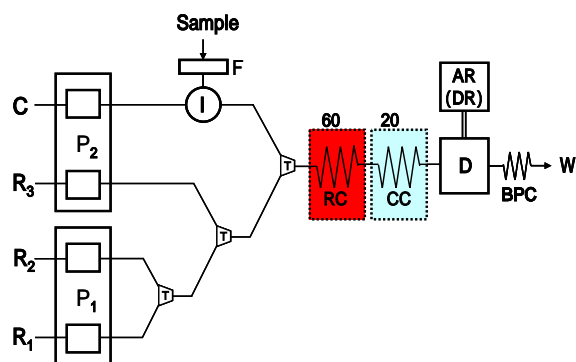 Sample
F
AR
(DR)
C
I
60
20
P₂
T
D
W
RC
CC
BPC
R₃
T
R₂
P₁
T
R₁